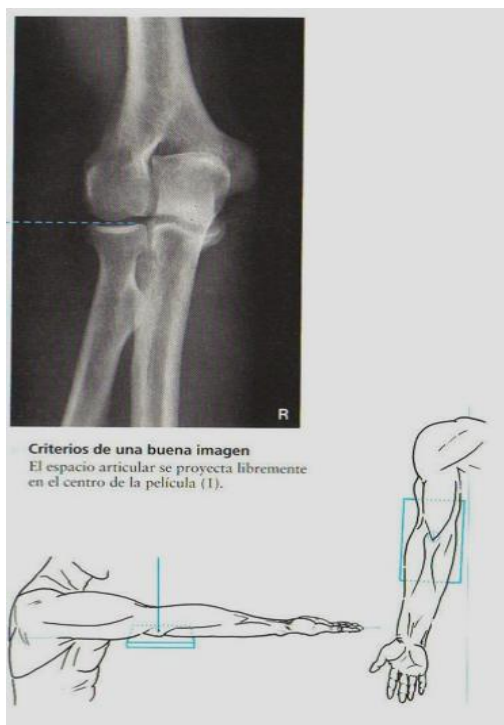 R
Criterios de una buena imagen
El espacio articular se proyecta libremente
en el centro de la película (1).